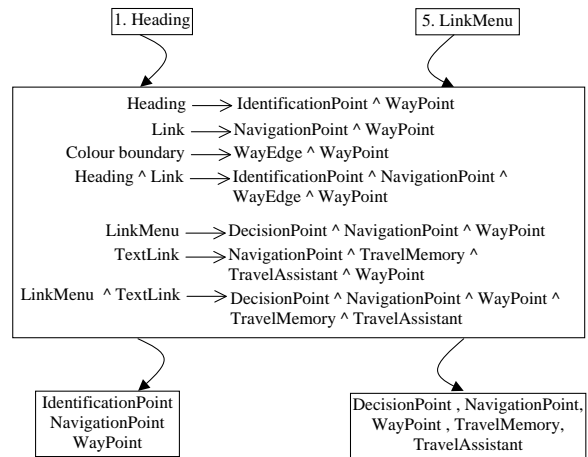 1. Heading
5. LinkMenu
Heading → IdentificationPoint ^ WayPoint
Link → NavigationPoint ^ WayPoint
Colour boundary → WayEdge ^ WayPoint
Heading ^ Link → IdentificationPoint ^ NavigationPoint ^
WayEdge ^ WayPoint
LinkMenu → DecisionPoint ^ NavigationPoint ^ WayPoint
TextLink → NavigationPoint ^ TravelMemory ^
TravelAssistant ^ WayPoint
LinkMenu ^ TextLink → DecisionPoint ^ NavigationPoint ^ WayPoint ^
TravelMemory ^ TravelAssistant
IdentificationPoint
NavigationPoint
WayPoint
DecisionPoint , NavigationPoint,
WayPoint , TravelMemory,
TravelAssistant